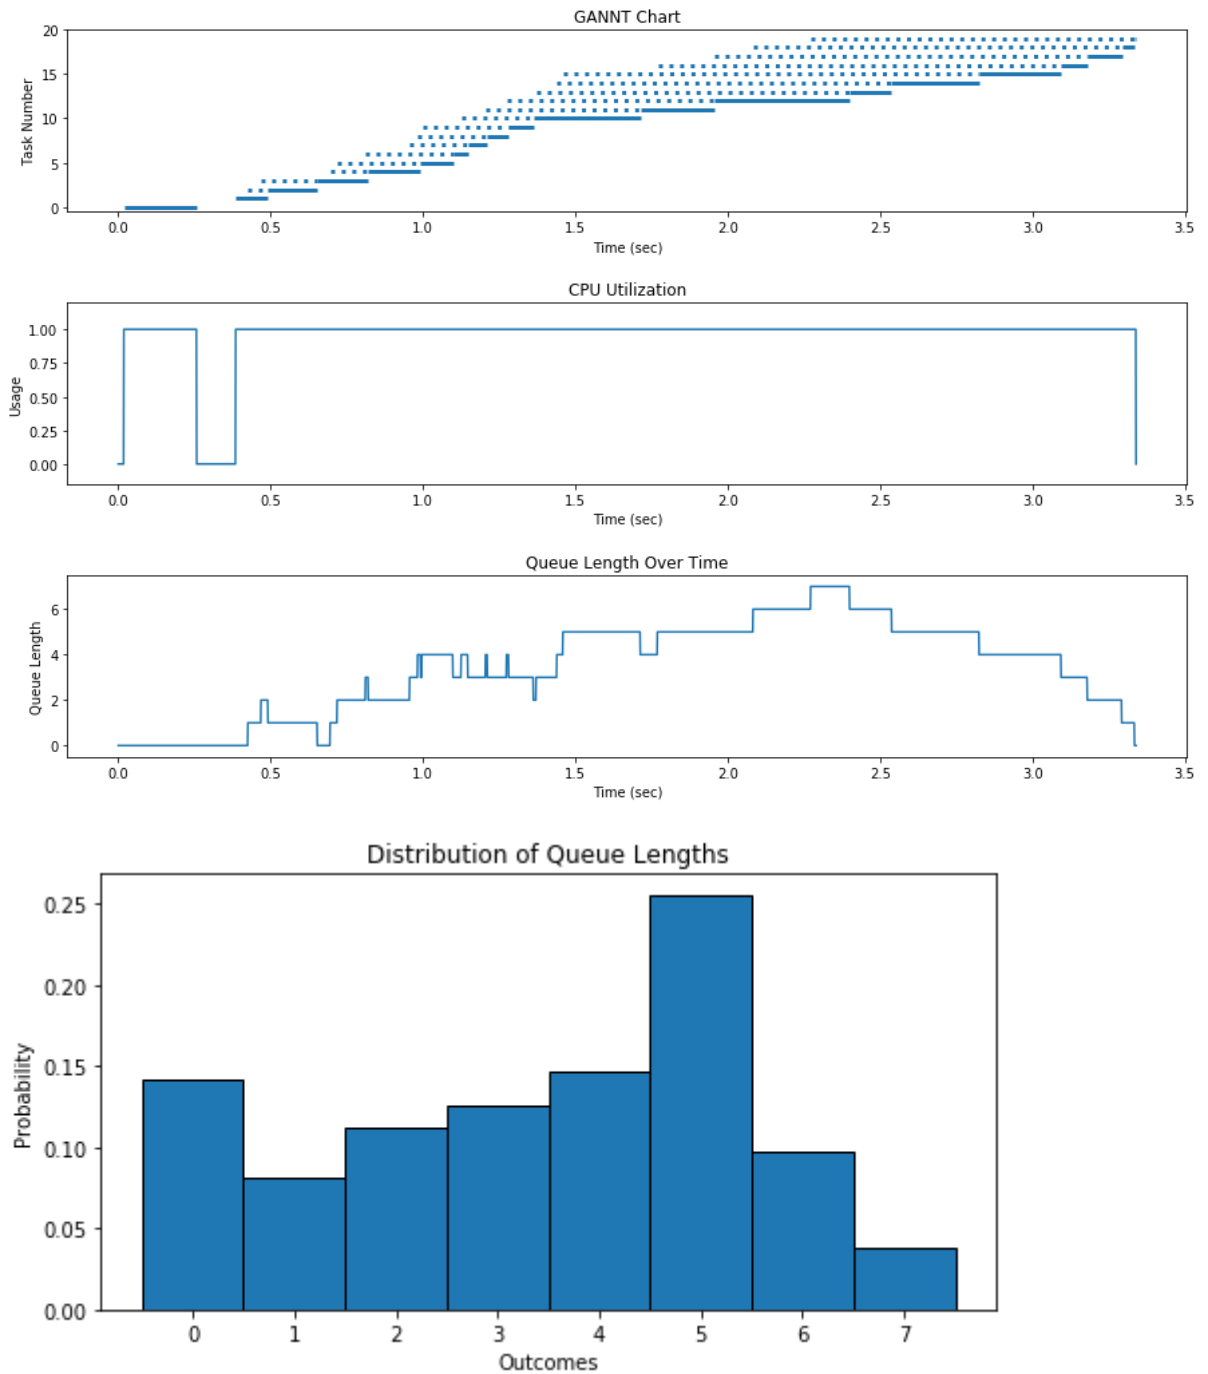 GANNT Chart
Task Number
20
15
10
5
0
0.0 0.5 1.0 1.5 2.0 2.5 3.0 3.5
Time (sec)
CPU Utilization
Usage
1.00
0.75
0.50
0.25
0.00
0.0 0.5 1.0 1.5 2.0 2.5 3.0 3.5
Time (sec)
Queue Length Over Time
Queue Length
6
4
2
0
0.0 0.5 1.0 1.5 2.0 2.5 3.0 3.5
Time (sec)
Distribution of Queue Lengths
Probability
0.25
0.20
0.15
0.10
0.05
0.00
0 1 2 3 4 5 6 7
Outcomes